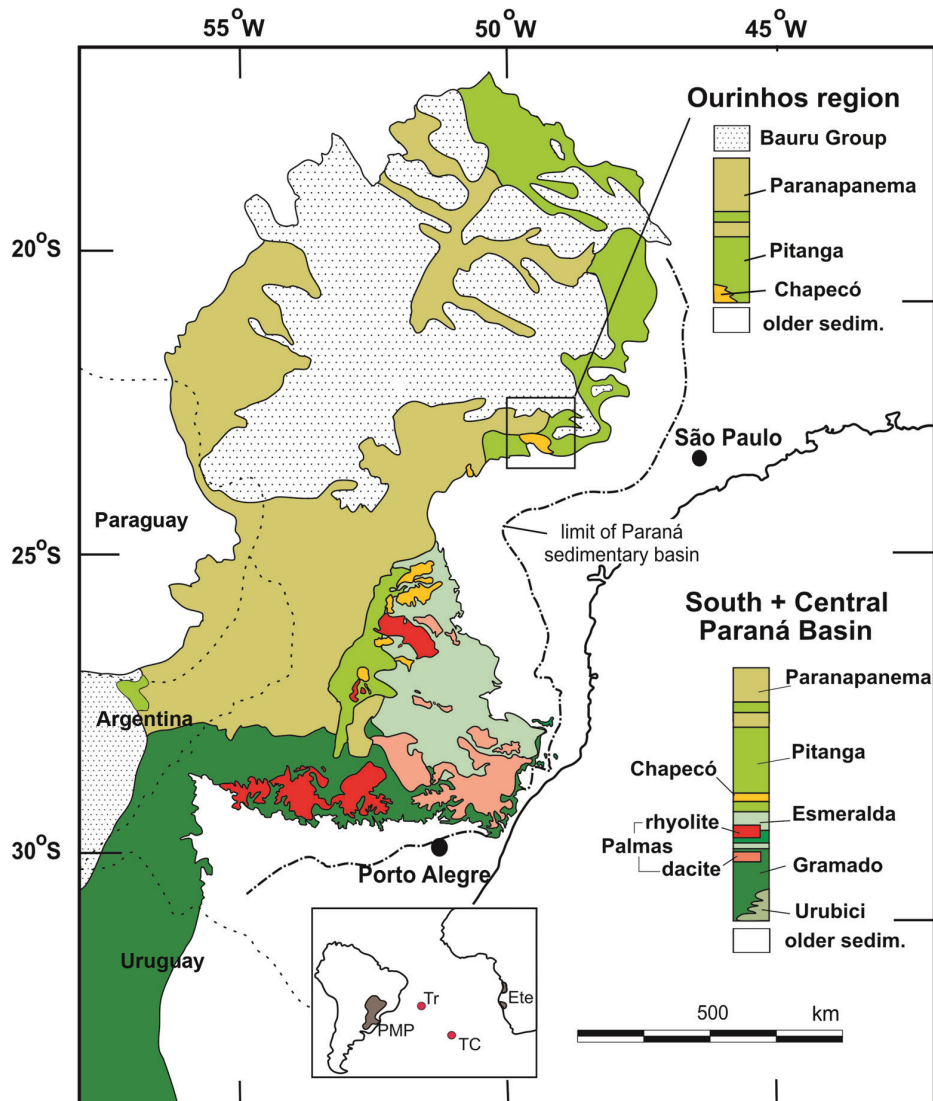 55°W
50°W
45°W
Ourinhos region
Bauru Group
Paranapanema
Pitanga
Chapecó
older sedim.
20°S
São Paulo
Paraguay
25°S
limit of Paraná
sedimentary basin
South + Central
Paraná Basin
Paranapanema
Pitanga
Chapecó
Esmeralda
rhyolite
Palmas
dacite
Gramado
Urubici
older sedim.
Argentina
30°S
Porto Alegre
Uruguay
Tr
Ete
PMP
TC
500 km